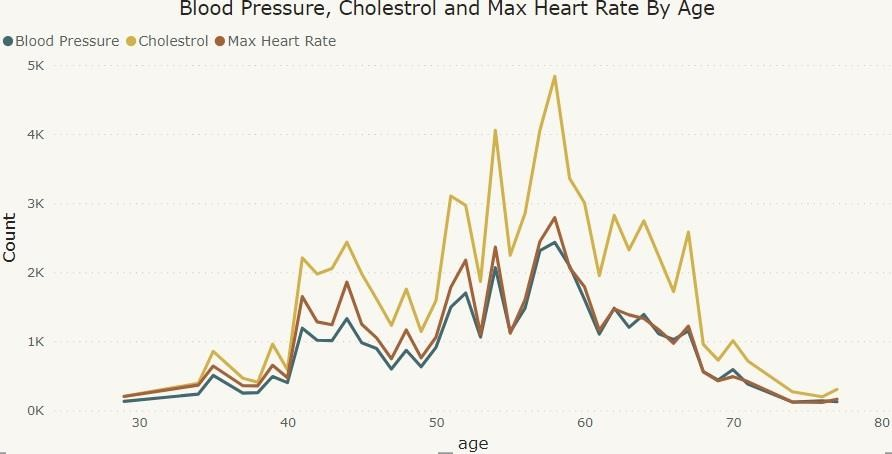 Blood Pressure, Cholestrol and Max Heart Rate By Age
Blood Pressure Cholestrol Max Heart Rate
5K
4K
3K
2K
1K
0K
Count
30 40 50 60 70 80
age